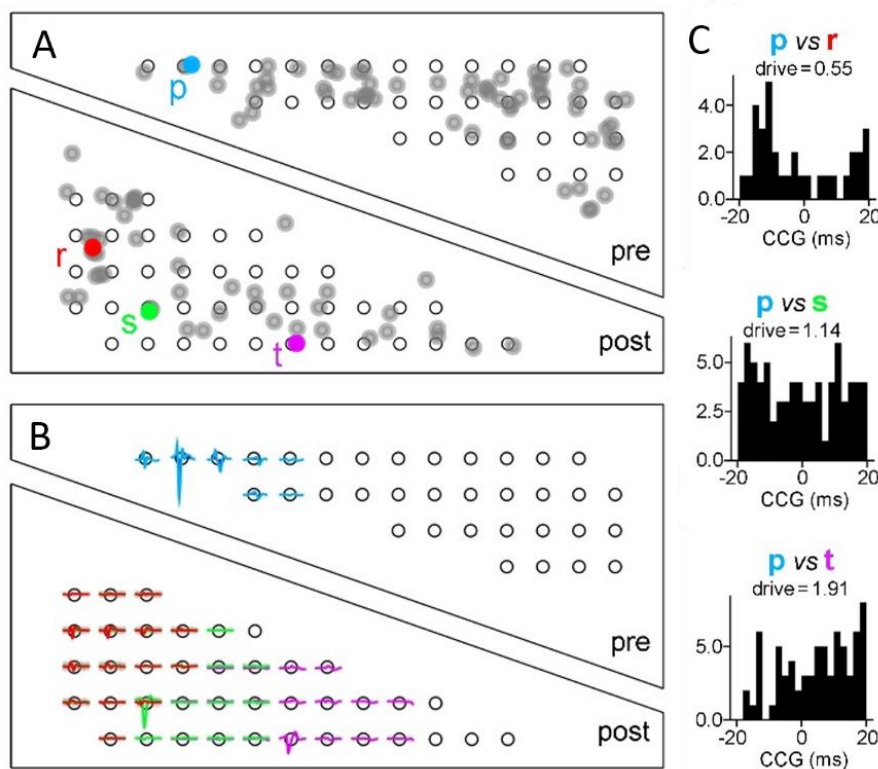 A
p
pre
r
s
t
post
B
pre
post
C
p vs r
drive=0.55
4.0
2.0
0.0
-20 0 20
CCG (ms)
p vs s
drive=1.14
5.0
2.5
0.0
-20 0 20
CCG (ms)
p vs t
drive=1.91
5.0
0.0
-20 0 20
CCG (ms)